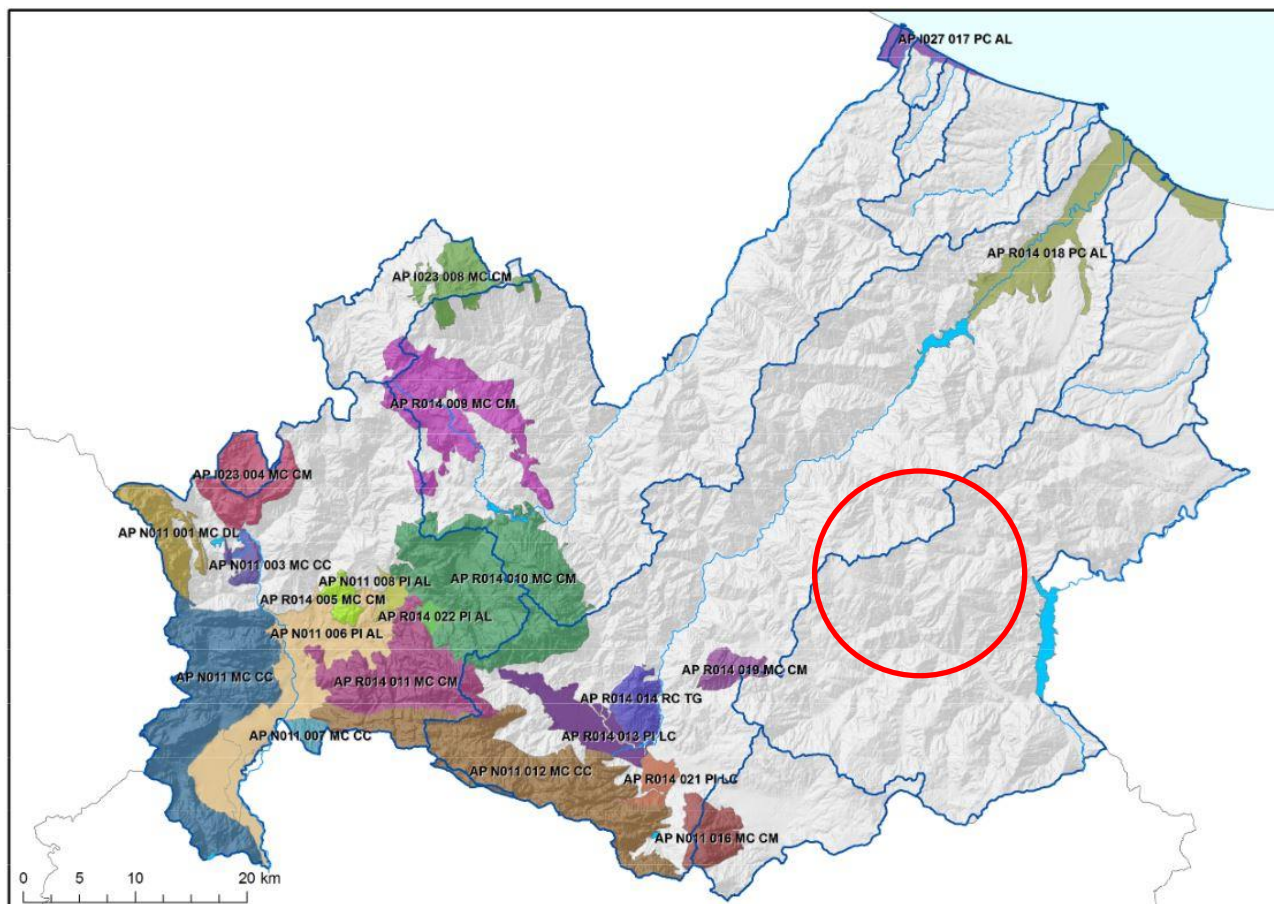 AP I027 017 PC AL
AP R014 018 PC AL
AP I023 008 MC CM
AP R014 009 MC CM
AP I023 004 MC CM
AP N011 001 MC DL
AP N011 003 MC CC
AP N011 008 PI AL
AP R014 010 MC CM
AP R014 005 MC CM
AP R014 022 PI AL
AP N011 006 PI AL
AP N011 MC CC
AP R014 011 MC CM
AP R014 019 MC CM
AP R014 014 RC TG
AP N011 007 MC CC
AP R014 013 PI LC
AP N011 012 MC CC
AP R014 021 PI LC
AP N011 016 MC CM
0 5 10 20 km